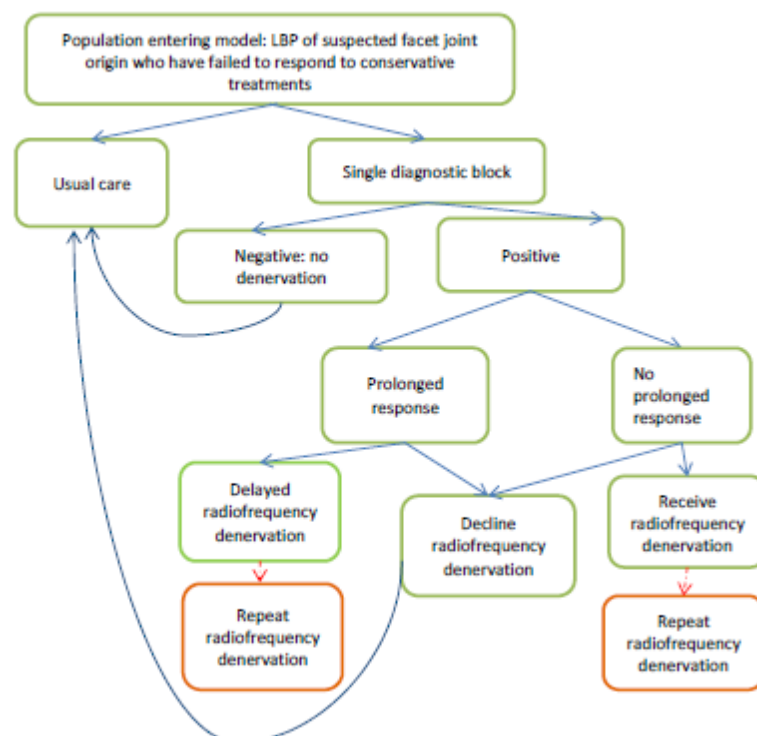 Population entering model: LBP of suspected facet joint
origin who have failed to respond to conservative
treatments
Usual care
Single diagnostic block
Negative: no
denervation
Positive
Prolonged
response
No
prolonged
response
Delayed
radiofrequency
denervation
Decline
radiofrequency
denervation
Receive
radiofrequency
denervation
Repeat
radiofrequency
denervation
Repeat
radiofrequency
denervation